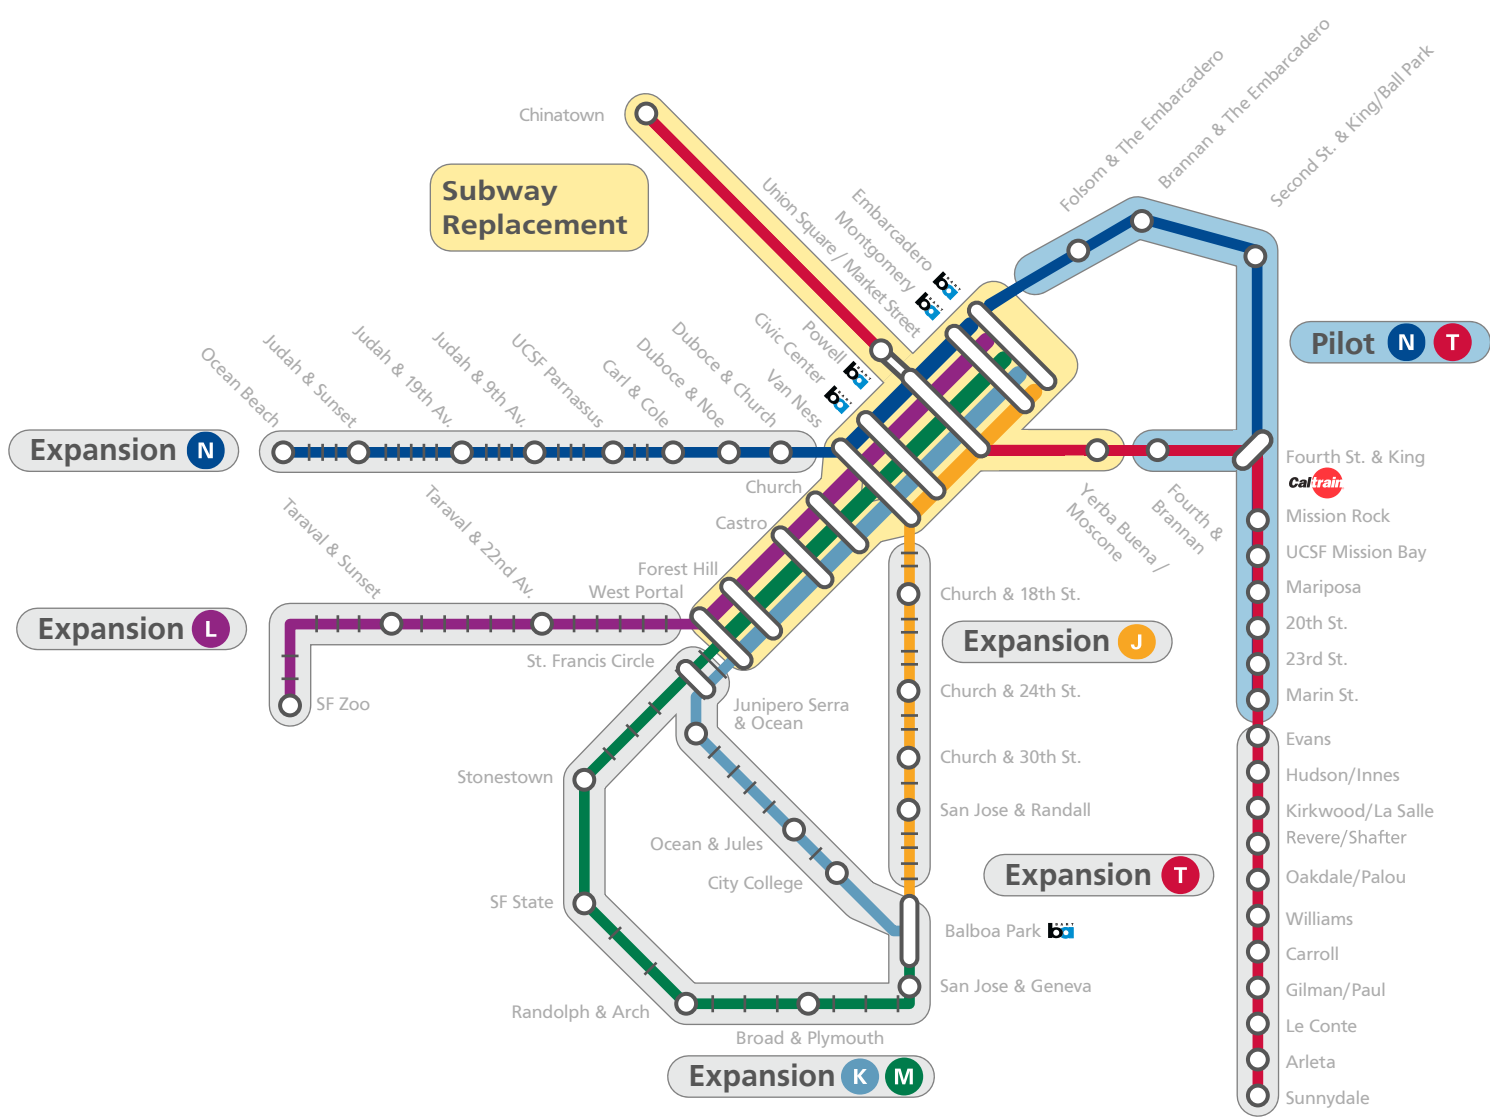 Chinatown
Subway
Replacement
Union Square / Market Street
Embarcadero
Montgomery
Powell
Civic Center
Van Ness
Folsom & The Embarcadero
Brannan & The Embarcadero
Second St. & King/Ball Park
Pilot N T
Ocean Beach
Judah & Sunset
Judah & 19th Av.
Judah & 9th Av.
UCSF Parnassus
Carl & Cole
Duboce & Noe
Duboce & Church
Expansion N
Church
Castro
Forest Hill
West Portal
Yerba Buena /
Moscone
Fourth &
Brannan
Fourth St. & King
Caltrain
Mission Rock
UCSF Mission Bay
Mariposa
20th St.
23rd St.
Marin St.
Taraval & Sunset
Taraval & 22nd Av.
Expansion L
SF Zoo
St. Francis Circle
Junipero Serra
& Ocean
Church & 18th St.
Expansion J
Church & 24th St.
Church & 30th St.
San Jose & Randall
Stonestown
Ocean & Jules
City College
SF State
Balboa Park ba
San Jose & Geneva
Randolph & Arch
Broad & Plymouth
Expansion K M
Expansion T
Evans
Hudson/Innes
Kirkwood/La Salle
Revere/Shafter
Oakdale/Palou
Williams
Carroll
Gilman/Paul
Le Conte
Arleta
Sunnydale